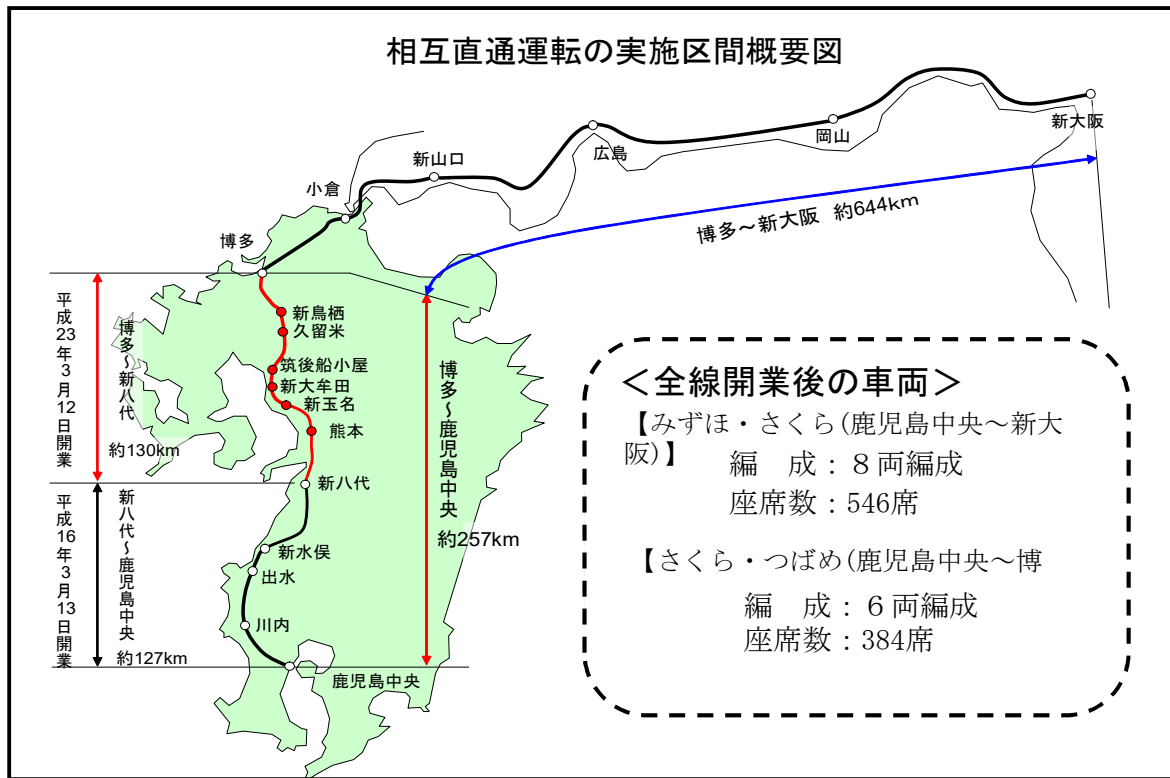 相互直通運転の実施区間概要図
新大阪
岡山
広島
新山口
小倉
博多
博多~新大阪 約644km
新鳥栖
久留米
筑後船小屋
新大牟田
新玉名
熊本
新八代
新水俣
出水
川内
鹿児島中央
平成23年3月12日開業
博多~新八代
約130km
平成16年3月13日開業
新八代~鹿児島中央
約127km
博多~鹿児島中央
約257km
<全線開業後の車両>
【みずほ・さくら(鹿児島中央~新大
阪)】
編 成:8両編成
座席数:546席
【さくら・つばめ(鹿児島中央~博
編 成:6両編成
座席数:384席